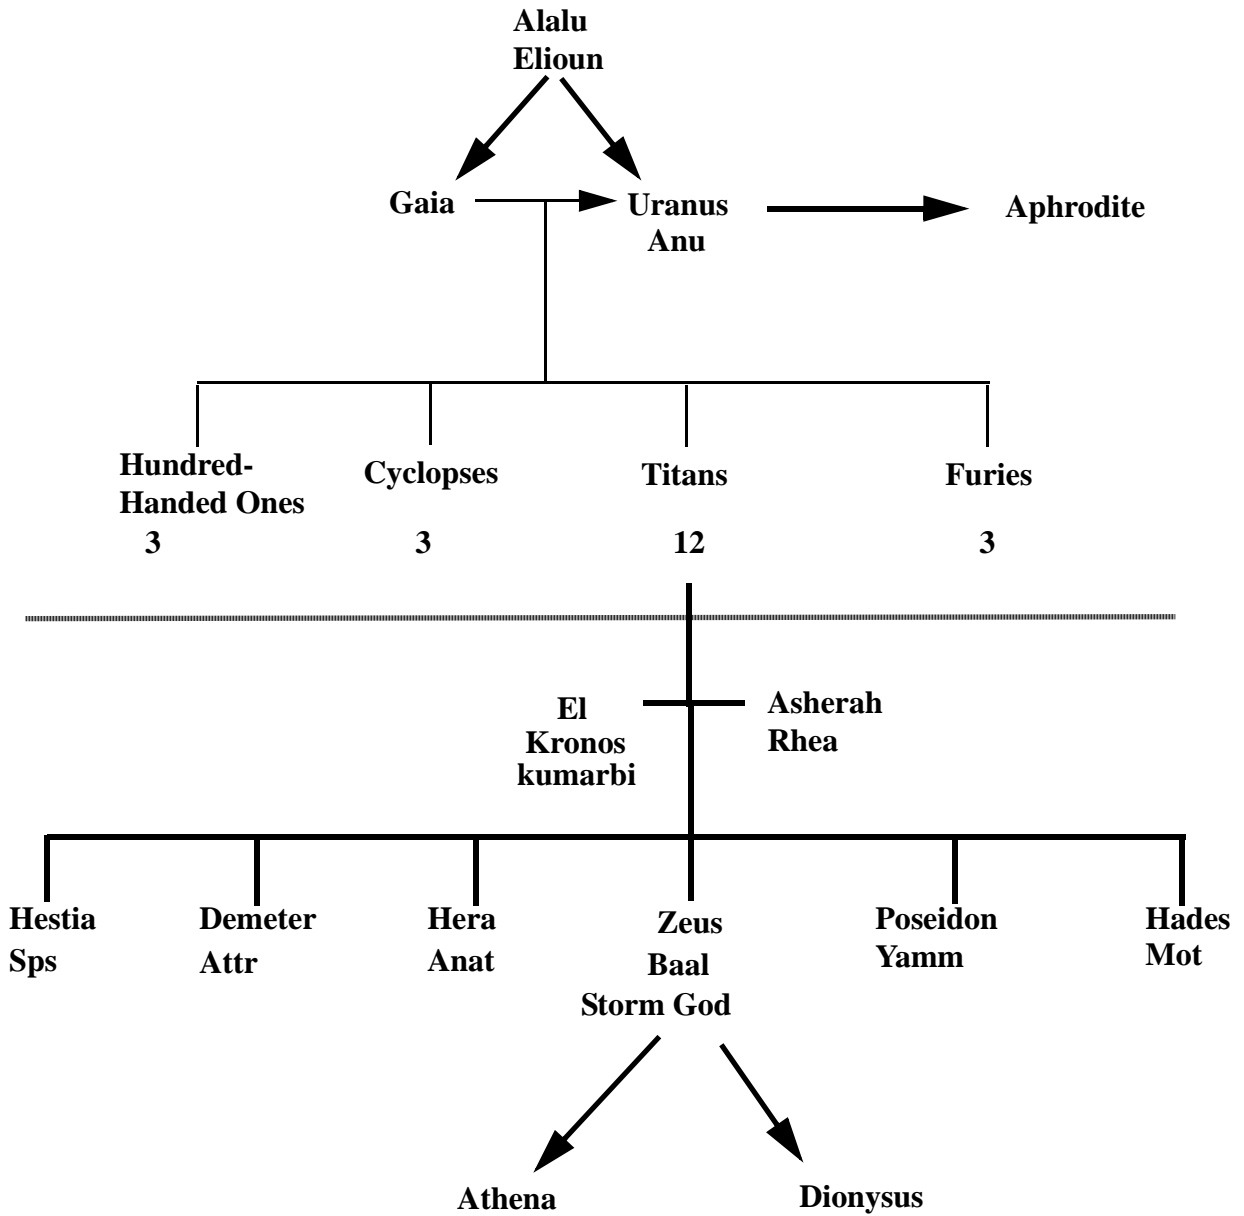 Alalu
Elioun
Gaia
Uranus
Anu
Aphrodite
Hundred-
Handed Ones
3
Cyclopses
3
Titans
12
Furies
3
El
Kronos
kumarbi
Asherah
Rhea
Hestia
Sps
Demeter
Attr
Hera
Anat
Zeus
Baal
Storm God
Poseidon
Yamm
Hades
Mot
Athena
Dionysus